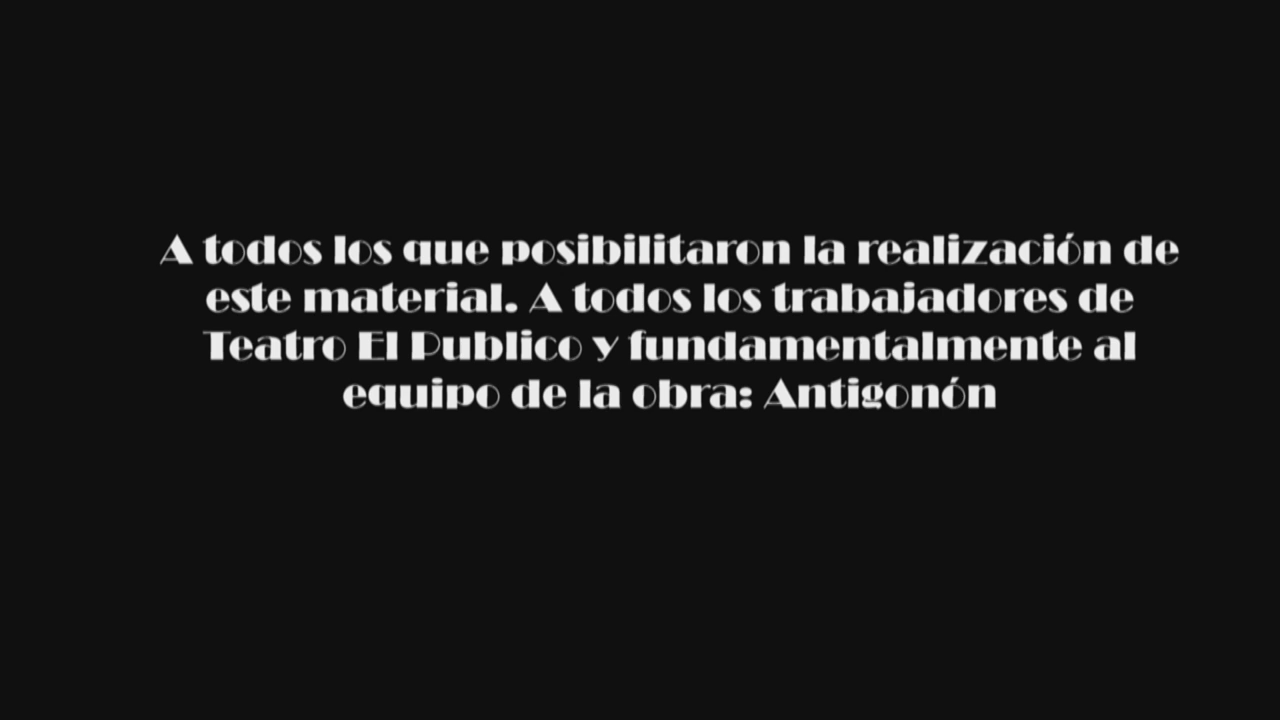 A todos los que posibilitaron la realización de
este material. A todos los trabajadores de
Teatro El Publico y fundamentalmente al
equipo de la obra: Antigonón